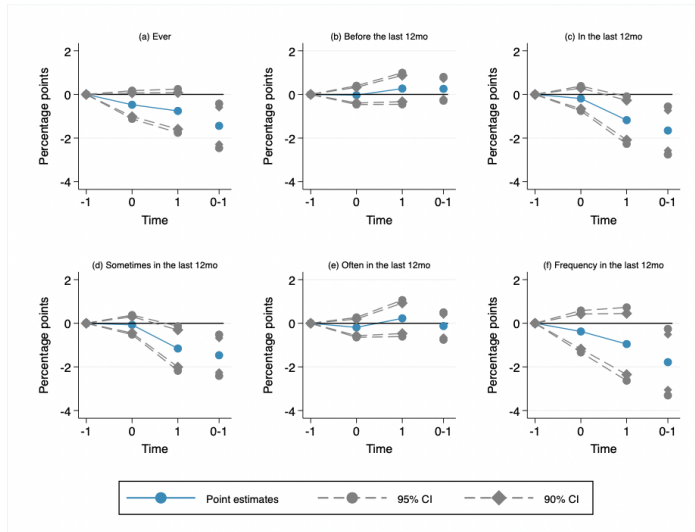 (a) Ever
(b) Before the last 12mo
(c) In the last 12mo
Percentage points
2
0
-2
-4
-1 0 1 0-1
Time
Percentage points
2
0
-2
-4
-1 0 1 0-1
Time
Percentage points
2
0
-2
-4
-1 0 1 0-1
Time
(d) Sometimes in the last 12mo
(e) Often in the last 12mo
(f) Frequency in the last 12mo
Percentage points
2
0
-2
-4
-1 0 1 0-1
Time
Percentage points
2
0
-2
-4
-1 0 1 0-1
Time
Percentage points
2
0
-2
-4
-1 0 1 0-1
Time
Point estimates 95% CI 90% CI